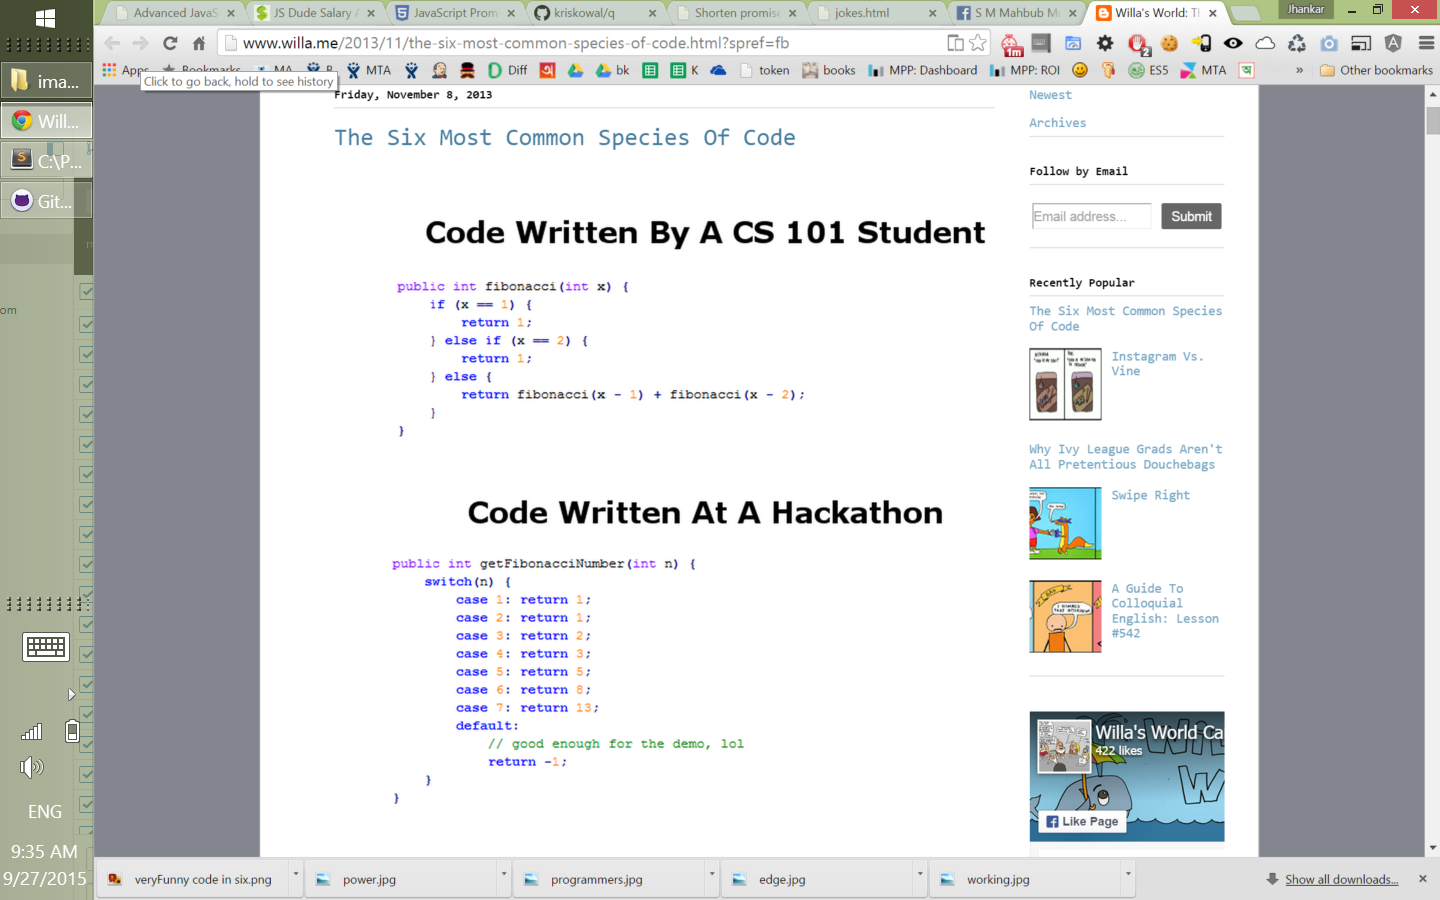 Advanced JavaS
JS Dude Salary A
JavaScript Prom
kriskowal/q
Shorten promise
jokes.html
S M Mahbub Mu
Willa's World: Th
Jhankar
www.willa.me/2013/11/the-six-most-common-species-of-code.html?spref=fb
1m
2
Apps
Bookmarks
MA
B
MTA
Diff
bk
K
token
books
MPP: Dashboard
MPP: ROI
ES5
MTA
»
Other bookmarks
Click to go back, hold to see history
ima...
Will...
C:\P...
Git...
om
ENG
9:35 AM
9/27/2015
Friday, November 8, 2013
The Six Most Common Species Of Code
Code Written By A CS 101 Student
public int fibonacci(int x) {
if (x == 1) {
return 1;
} else if (x == 2) {
return 1;
} else {
return fibonacci(x - 1) + fibonacci(x - 2);
}
}
Code Written At A Hackathon
public int getFibonacciNumber(int n) {
switch(n) {
case 1: return 1;
case 2: return 1;
case 3: return 2;
case 4: return 3;
case 5: return 5;
case 6: return 8;
case 7: return 13;
default:
// good enough for the demo, lol
return -1;
}
}
Newest
Archives
Follow by Email
Email address...
Submit
Recently Popular
The Six Most Common Species
Of Code
Instagram Vs.
Vine
Why Ivy League Grads Aren't
All Pretentious Douchebags
Swipe Right
A Guide To
Colloquial
English: Lesson
#542
Willa's World Ca
422 likes
Like Page
veryFunny code in six.png
power.jpg
programmers.jpg
edge.jpg
working.jpg
Show all downloads...